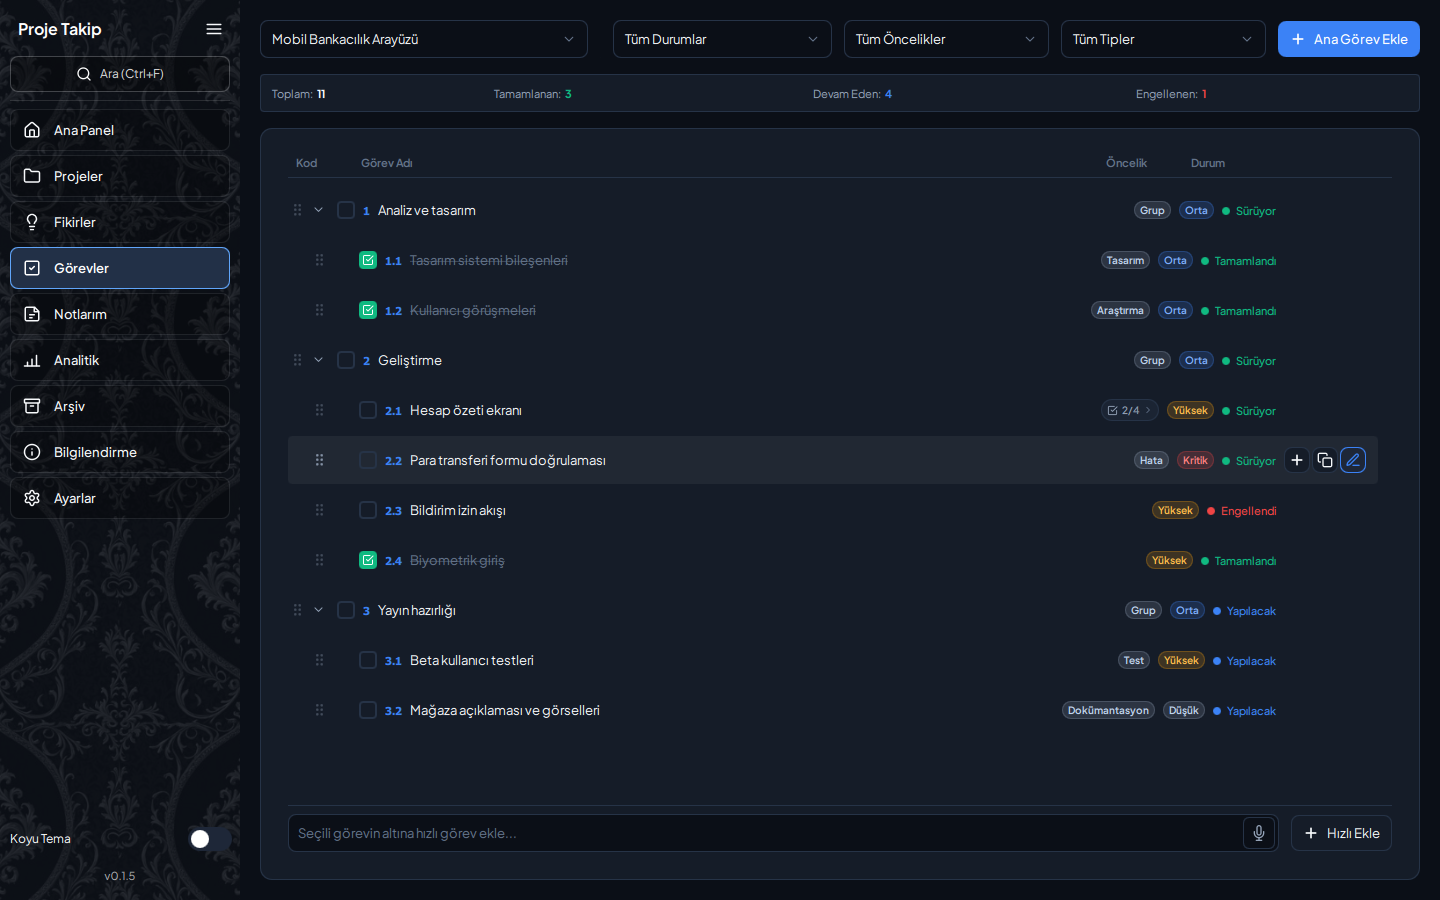 Proje Takip
Ara (Ctrl+F)
Ana Panel
Projeler
Fikirler
Görevler
Notlarım
Analitik
Arşiv
Bilgilendirme
Ayarlar
Koyu Tema
v0.1.5
Mobil Bankacılık Arayüzü
Tüm Durumlar
Tüm Öncelikler
Tüm Tipler
Ana Görev Ekle
Toplam: 11 Tamamlanan: 3 Devam Eden: 4 Engellenen: 1
Kod Görev Adı Öncelik Durum
1 Analiz ve tasarım Grup Orta Sürüyor
1.1 Tasarım sistemi bileşenleri Tasarım Orta Tamamlandı
1.2 Kullanıcı görüşmeleri Araştırma Orta Tamamlandı
2 Geliştirme Grup Orta Sürüyor
2.1 Hesap özeti ekranı 2/4 Yüksek Sürüyor
2.2 Para transferi formu doğrulaması Hata Kritik Sürüyor
2.3 Bildirim izin akışı Yüksek Engellendi
2.4 Biyometrik giriş Yüksek Tamamlandı
3 Yayın hazırlığı Grup Orta Yapılacak
3.1 Beta kullanıcı testleri Test Yüksek Yapılacak
3.2 Mağaza açıklaması ve görselleri Dokümantasyon Düşük Yapılacak
Seçili görevin altına hızlı görev ekle...
Hızlı Ekle